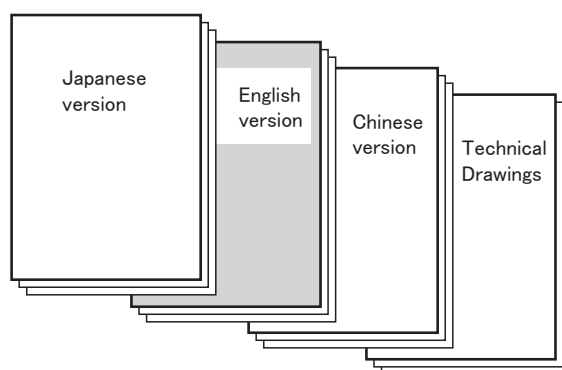 Japanese
version
English
version
Chinese
version
Technical
Drawings